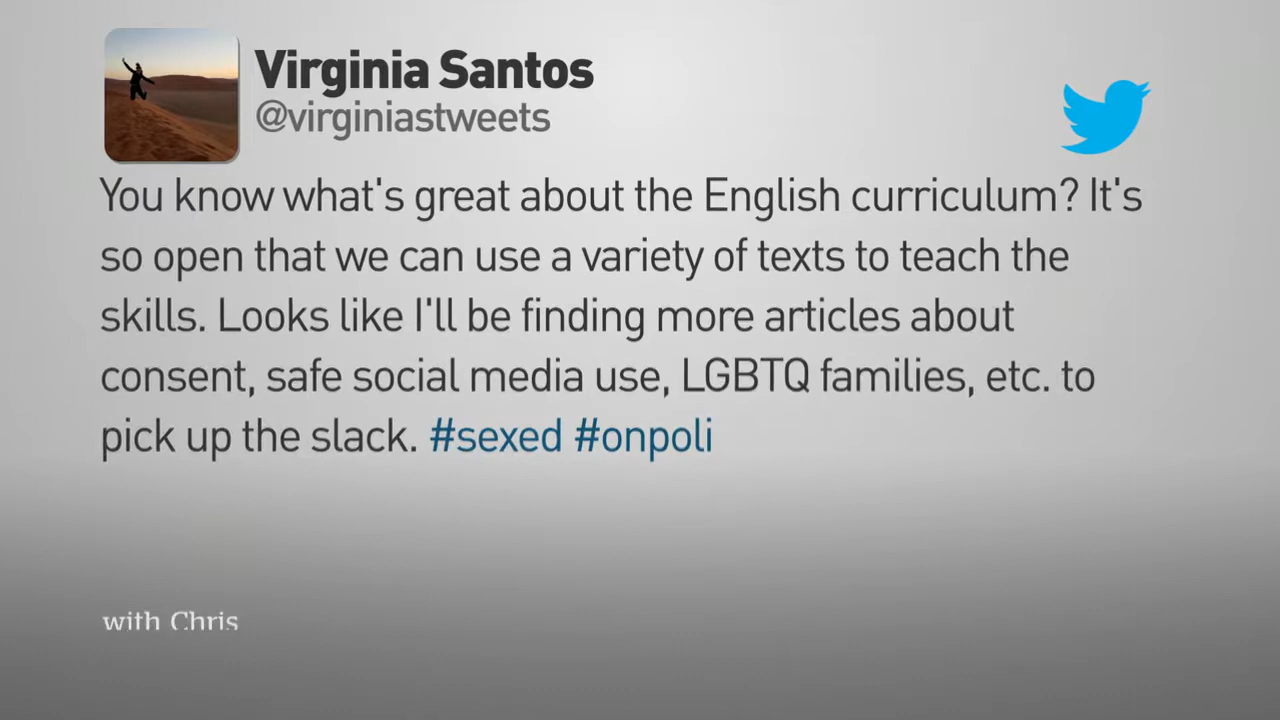 Virginia Santos
@virginiastweets
You know what's great about the English curriculum? It's
so open that we can use a variety of texts to teach the
skills. Looks like I'll be finding more articles about
consent, safe social media use, LGBTQ families, etc. to
pick up the slack. #sexed #onpoli
with Chris